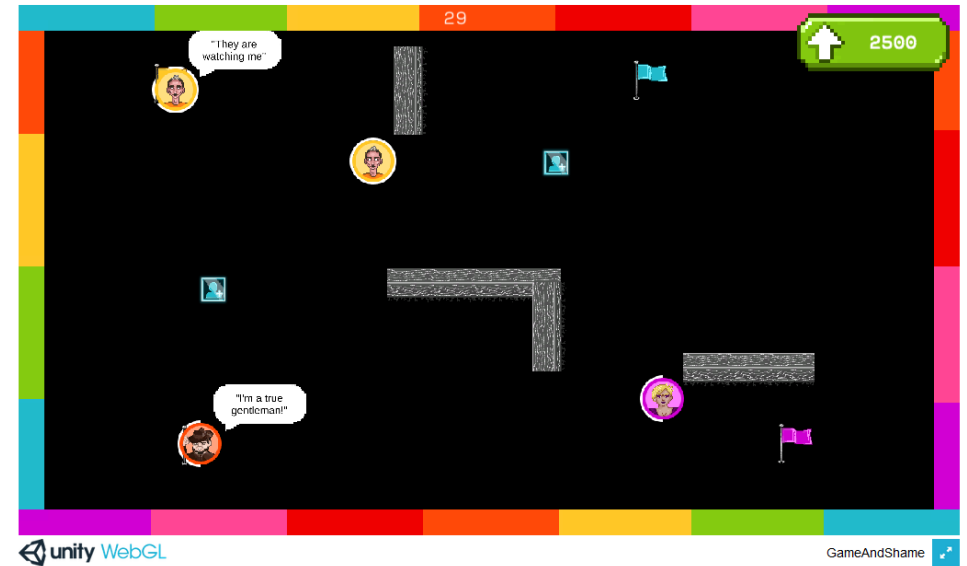 29
2500
"They are
watching me"
"I'm a true
gentleman!"
unity WebGL
GameAndShame